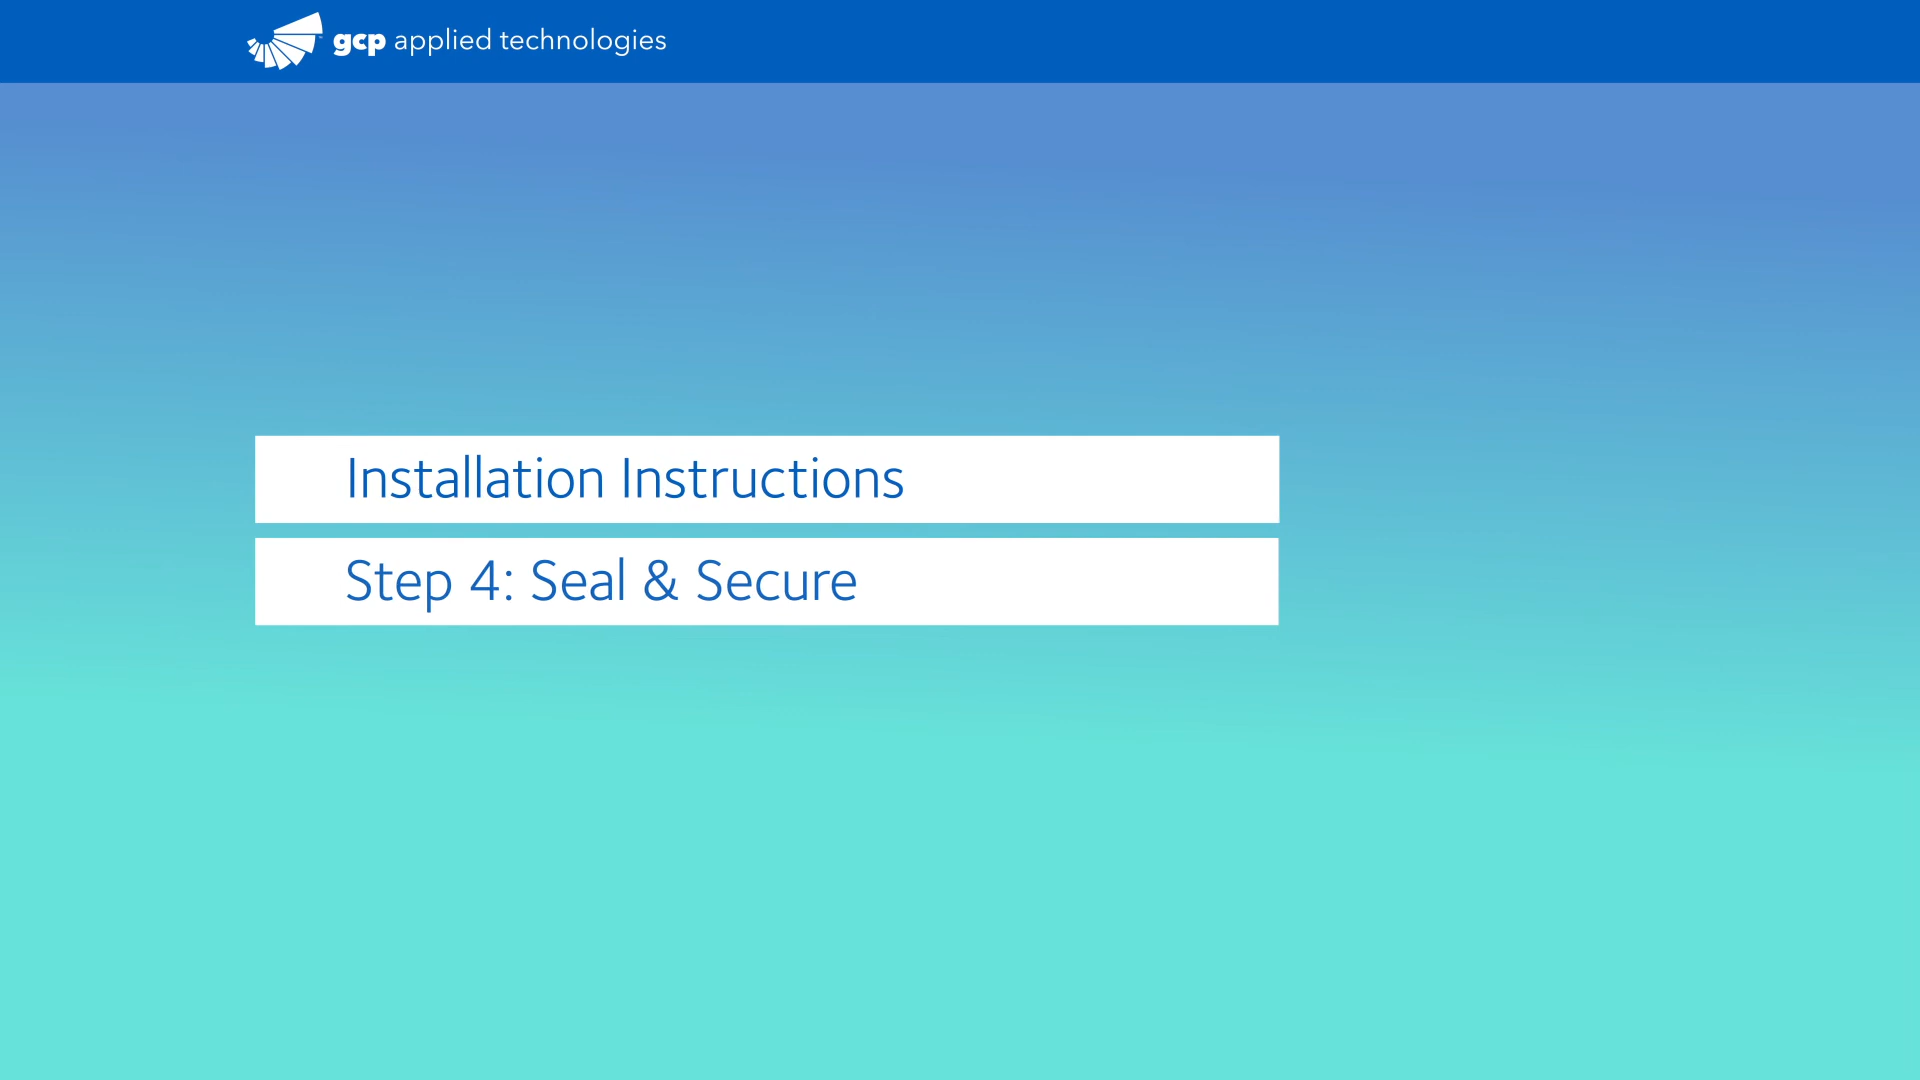 gcp applied technologies
Installation Instructions
Step 4: Seal & Secure